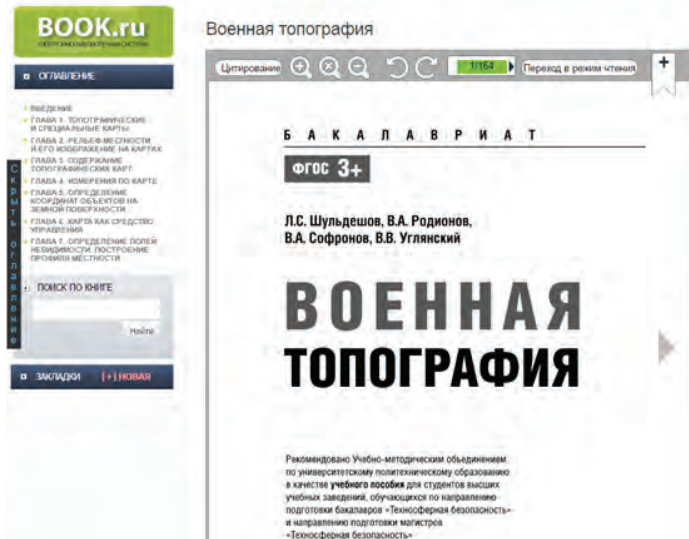 BOOK.ru
ЭЛЕКТРОННО-БИБЛИОТЕЧНАЯ СИСТЕМА
ОГЛАВЛЕНИЕ
ВВЕДЕНИЕ
ГЛАВА 1. ТОПОГРАФИЧЕСКИЕ
И СПЕЦИАЛЬНЫЕ КАРТЫ
ГЛАВА 2. РЕЛЬЕФ МЕСТНОСТИ
И ЕГО ИЗОБРАЖЕНИЕ НА КАРТАХ
ГЛАВА 3. СОДЕРЖАНИЕ
ТОПОГРАФИЧЕСКИХ КАРТ
ГЛАВА 4. ИЗМЕРЕНИЯ ПО КАРТЕ
ГЛАВА 5. ОПРЕДЕЛЕНИЕ
КООРДИНАТ ОБЪЕКТОВ НА
ЗЕМНОЙ ПОВЕРХНОСТИ
ГЛАВА 6. КАРТА КАК СРЕДСТВО
УПРАВЛЕНИЯ
ГЛАВА 7. ОПРЕДЕЛЕНИЕ ПОЛЕЙ
НЕВИДИМОСТИ. ПОСТРОЕНИЕ
ПРОФИЛЯ МЕСТНОСТИ
Скрыть оглавление
ПОИСК ПО КНИГЕ
Найти
ЗАКЛАДКИ [+] НОВАЯ
Военная топография
Цитирование 1/164 Переход в режим чтения +
БАКАЛАВРИАТ
ФГОС 3+
Л.С. Шульдешов, В.А. Родионов,
В.А. Софронов, В.В. Углянский
ВОЕННАЯ
ТОПОГРАФИЯ
Рекомендовано Учебно-методическим объединением
по университетскому политехническому образованию
в качестве учебного пособия для студентов высших
учебных заведений, обучающихся по направлению
подготовки бакалавров «Техносферная безопасность»
и направлению подготовки магистров
«Техносферная безопасность»